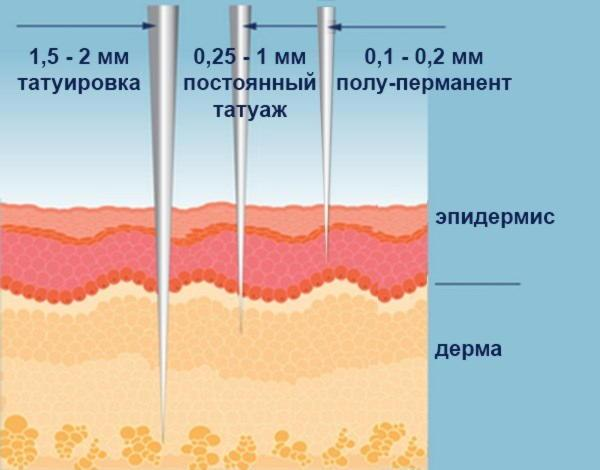 1,5 - 2 мм
татуировка
0,25 - 1 мм
постоянный
татуаж
0,1 - 0,2 мм
полу-перманент
эпидермис
дерма